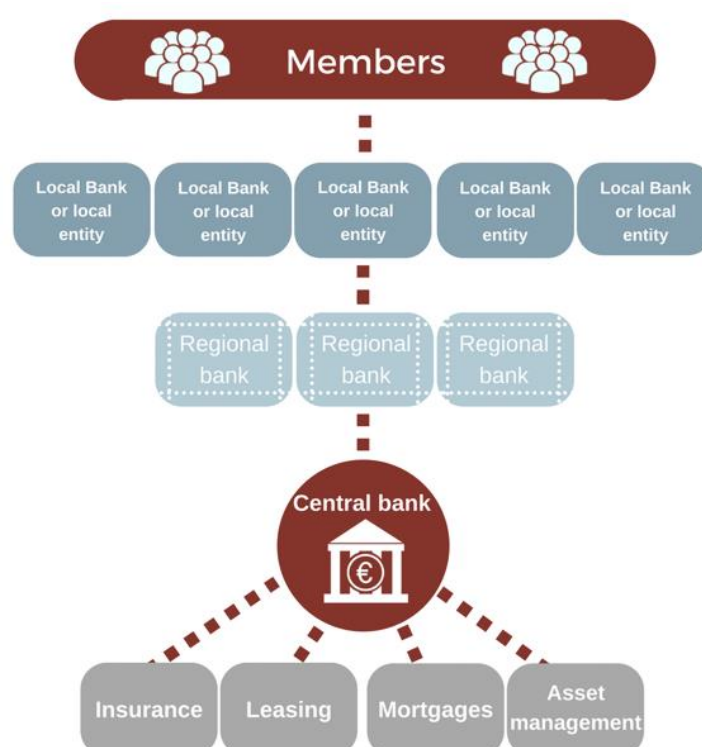 Members
Local Bank
or local
entity
Local Bank
or local
entity
Local Bank
or local
entity
Local Bank
or local
entity
Local Bank
or local
entity
Regional
bank
Regional
bank
Regional
bank
Central bank
€
Insurance
Leasing
Mortgages
Asset
management